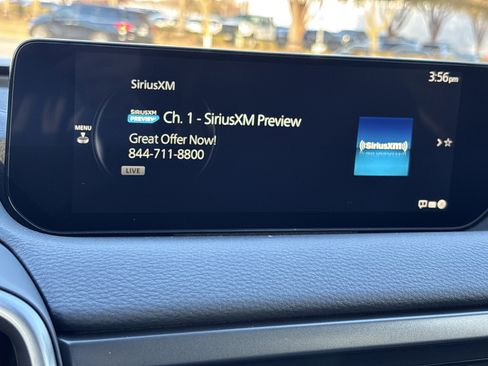 SiriusXM
3:56pm
SIRIUSXM
PREVIEW
Ch. 1 - SiriusXM Preview
MENU
Great Offer Now!
844-711-8800
LIVE
((SiriusXM))